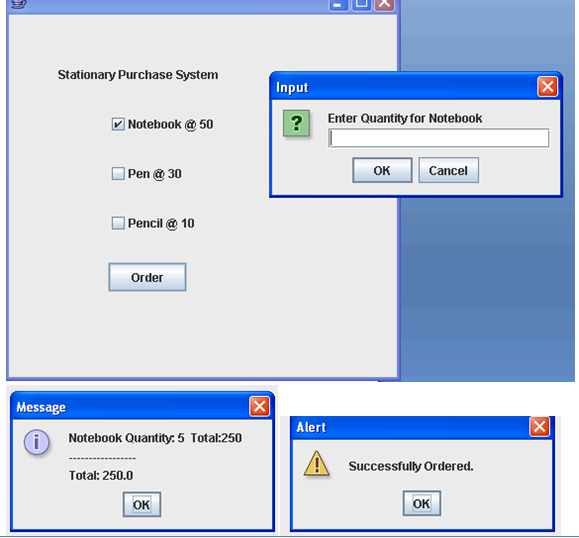 Stationary Purchase System
Notebook @ 50
Pen @ 30
Pencil @ 10
Order
Input
?
Enter Quantity for Notebook
OK Cancel
Message
i
Notebook Quantity: 5 Total:250
-----------------
Total: 250.0
OK
Alert
!
Successfully Ordered.
OK